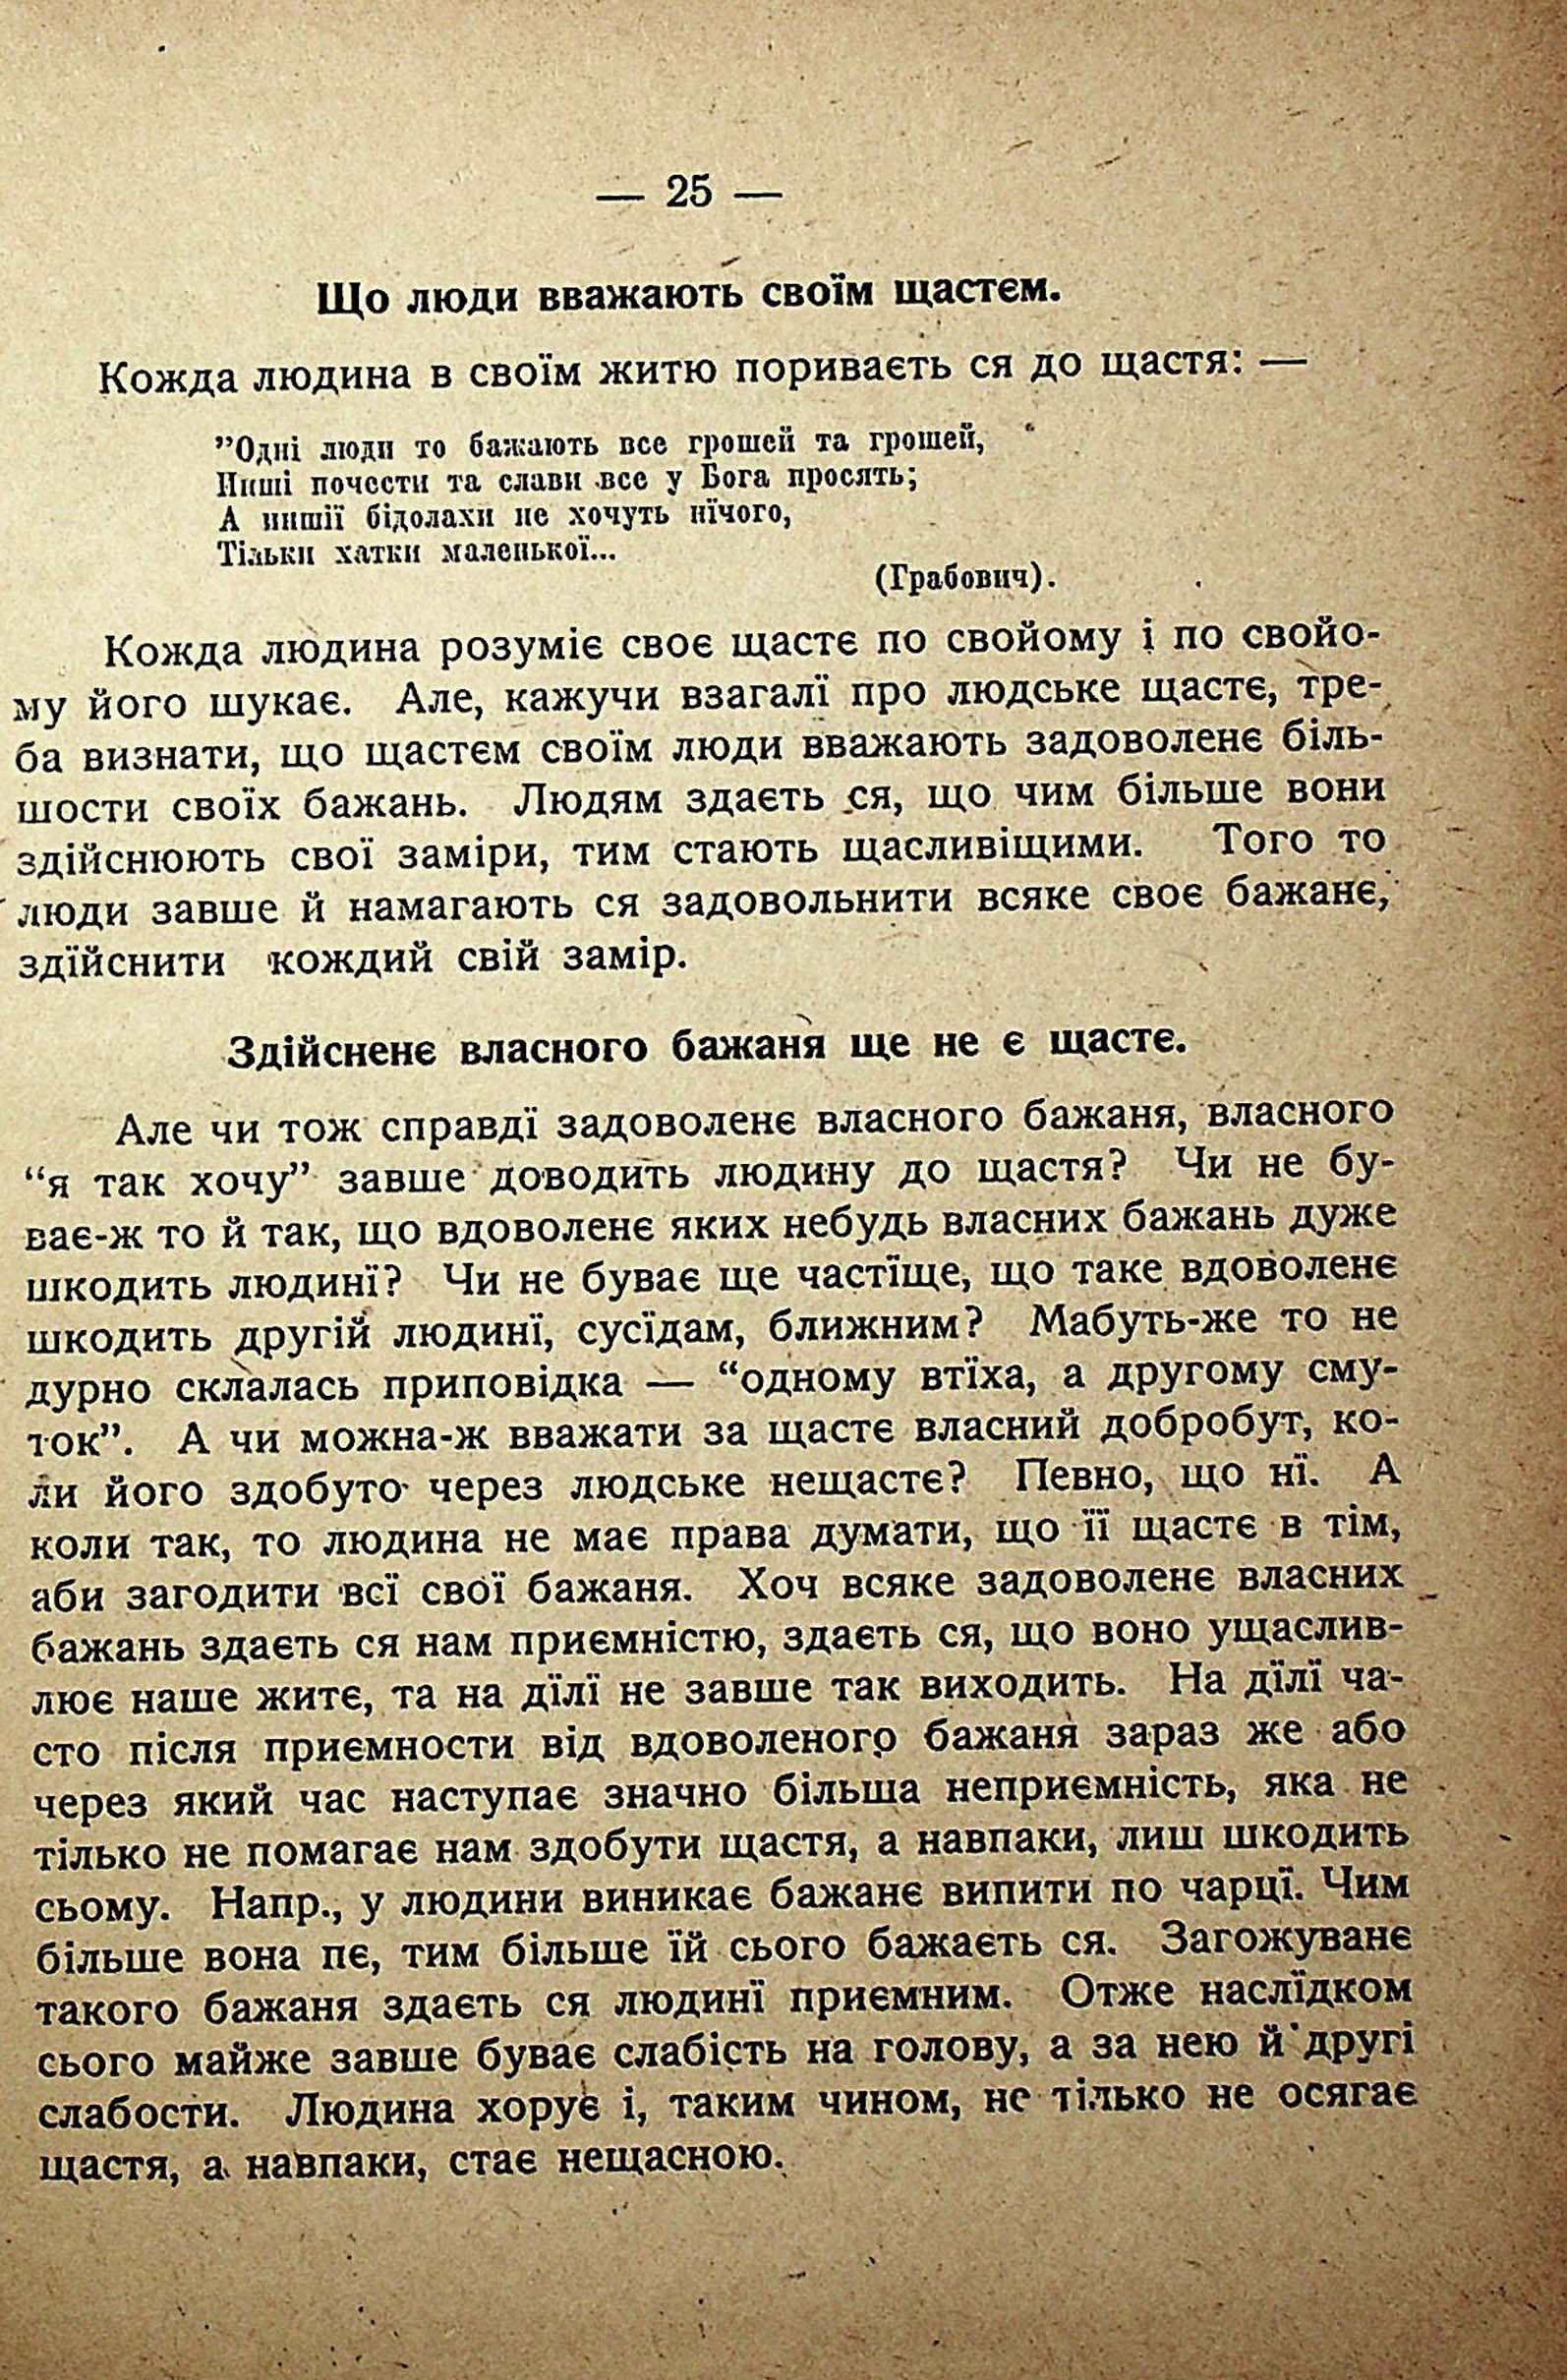 — 25 —
Що люди вважають своїм щастєм.
Кожда людина в своїм житю пориваєть ся до щастя: —
”Одні люди то бажають все грошей та грошей,
Инші почести та слави все у Бога просять;
А иншії бідолахи не хочуть нїчого,
Тільки хатки маленької...
(Грабович).
Кожда людина розуміє своє щастє по свойому і по свойо-
му його шукає. Але, кажучи взагалї про людське щастє, тре-
ба визнати, що щастєм своїм люди вважають задоволенє біль-
шости своїх бажань. Людям здаєть ся, що чим більше вони
здійснюють свої заміри, тим стають щасливіщими. Того то
люди завше й намагають ся задовольнити всяке своє бажанє,
здїйснити кождий свій замір.
Здійсненє власного бажаня ще не є щастє.
Але чи тож справдї задоволенє власного бажаня, власного
“я так хочу” завше доводить людину до щастя? Чи не бу-
ває-ж то й так, що вдоволенє яких небудь власних бажань дуже
шкодить людинї? Чи не буває ще частїще, що таке вдоволенє
шкодить другій людинї, сусїдам, ближним? Мабуть-же то не
дурно склалась приповідка — “одному втїха, а другому сму-
ток”. А чи можна-ж вважати за щастє власний добробут, ко-
ли його здобуто через людське нещастє? Певно, що нї. А
коли так, то людина не має права думати, що її щастє в тім,
аби загодити всї свої бажаня. Хоч всяке задоволенє власних
бажань здаєть ся нам приємністю, здаєть ся, що воно ущаслив-
лює наше житє, та на дїлї не завше так виходить. На дїлї ча-
сто після приємности від вдоволеного бажаня зараз же або
через який час наступає значно більша неприємність, яка не
тілько не помагає нам здобути щастя, а навпаки, лиш шкодить
сьому. Напр., у людини виникає бажанє випити по чарцї. Чим
більше вона пє, тим більше їй сього бажаєть ся. Загожуванє
такого бажаня здаєть ся людинї приємним. Отже наслїдком
сього майже завше буває слабість на голову, а за нею й другі
слабости. Людина хорує і, таким чином, не тілько не осягає
щастя, а навпаки, стає нещасною.